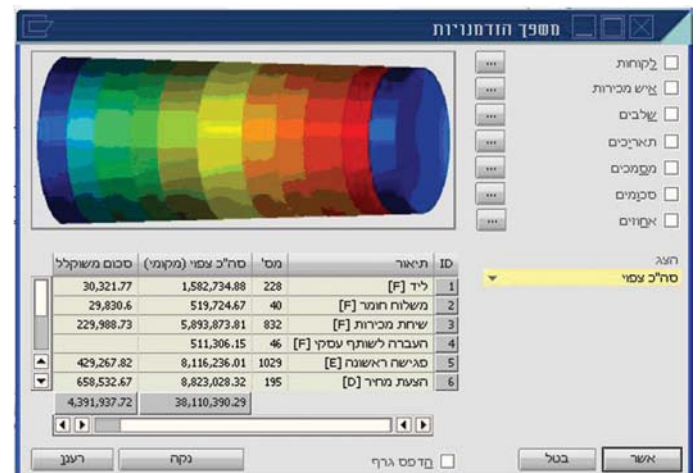 משפך הזדמנויות
לקוחות
...
איש מכירות
...
שלבים
...
תאריכים
...
מסמכים
...
סכומים
...
אחוזים
...
הצג
סה"כ צפוי
ID תיאור מס' סה"כ צפוי (מקומי) סכום משוקלל
1 ליד [F] 228 1,582,734.88 30,321.77
2 משלוח חומר [F] 40 519,724.67 29,830.6
3 שיחת מכירות [F] 832 5,893,873.81 229,988.73
4 העברה לשותף עסקי [F] 46 511,306.15
5 פגישה ראשונה [E] 1029 8,116,236.01 429,267.82
6 הצעת מחיר [D] 195 8,823,028.32 658,532.67
38,110,390.29 4,391,937.72
הדפס גרף
אשר בטל נקה רענן